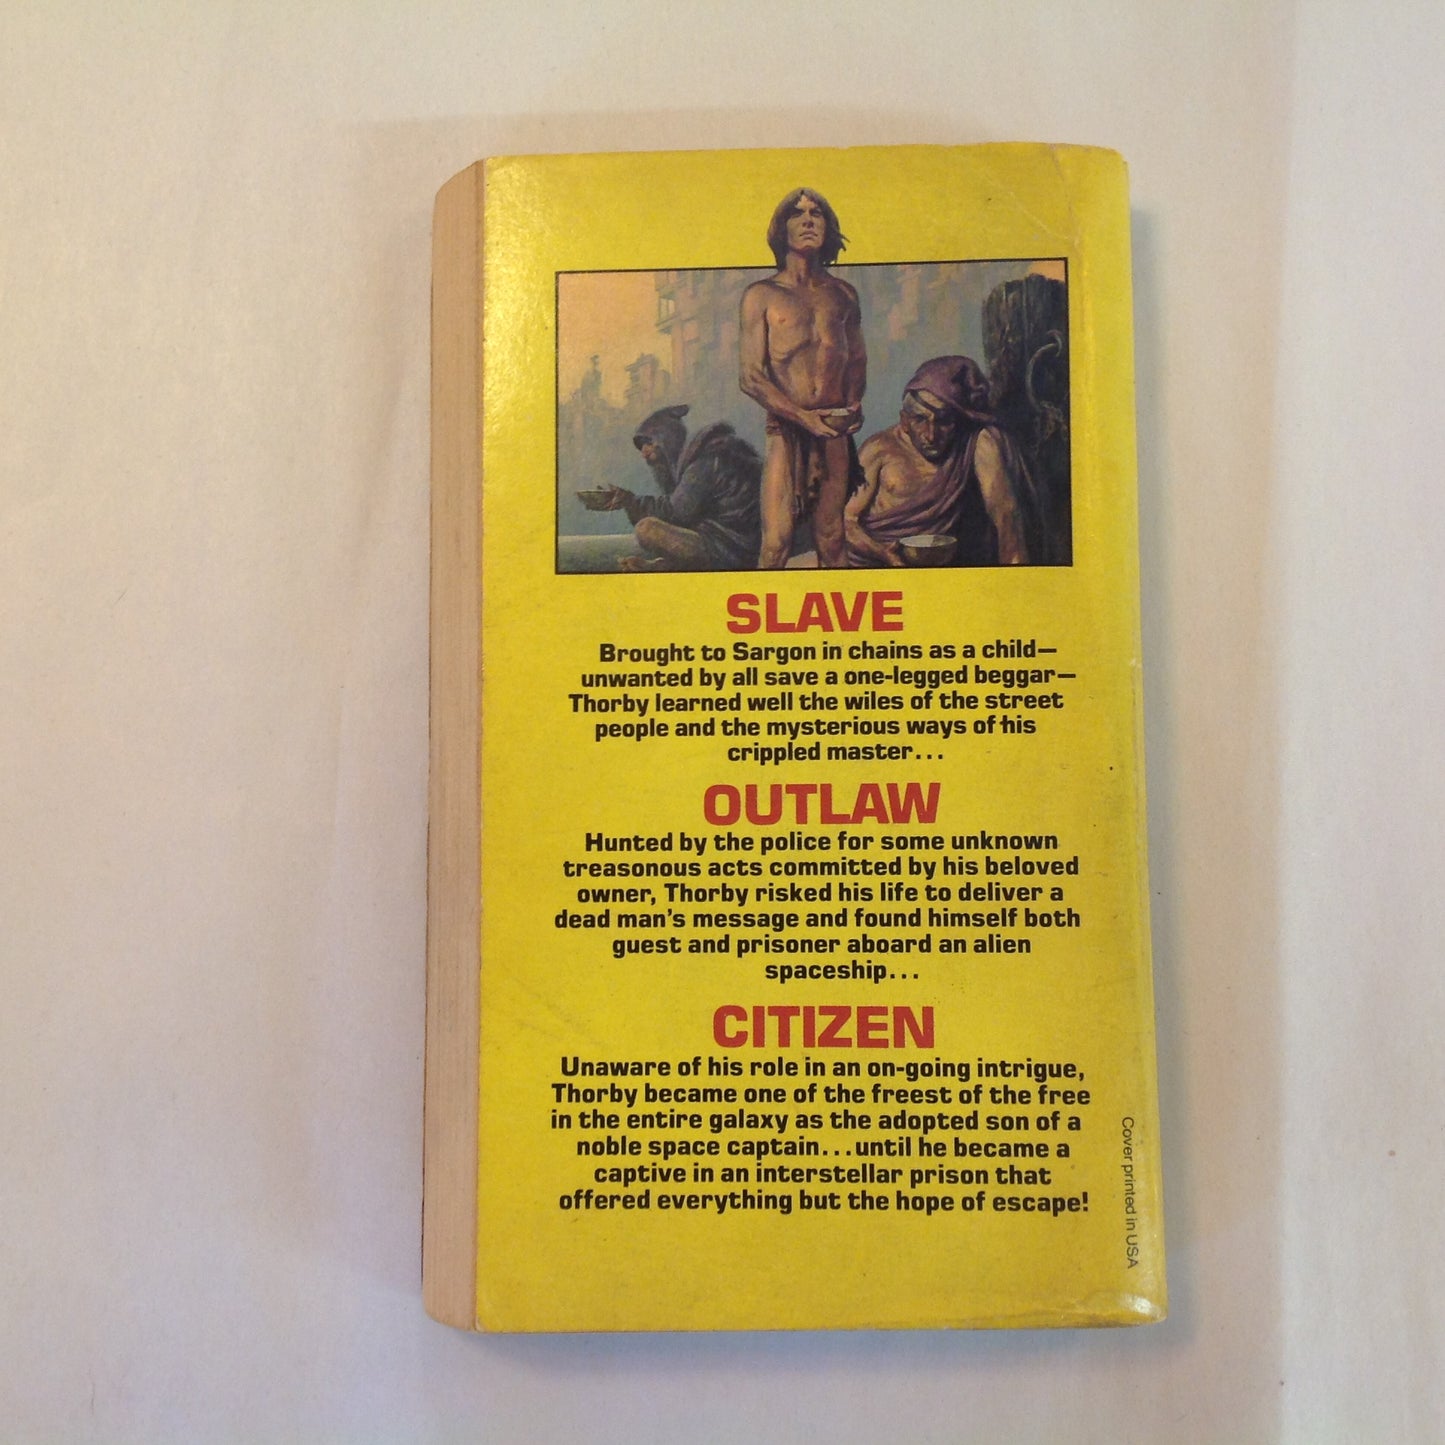 SLAVE
Brought to Sargon in chains as a child—
unwanted by all save a one-legged beggar—
Thorby learned well the wiles of the street
people and the mysterious ways of his
crippled master...
OUTLAW
Hunted by the police for some unknown
treasonous acts committed by his beloved
owner, Thorby risked his life to deliver a
dead man's message and found himself both
guest and prisoner aboard an alien
spaceship...
CITIZEN
Unaware of his role in an on-going intrigue,
Thorby became one of the freest of the free
in the entire galaxy as the adopted son of a
noble space captain...until he became a
captive in an interstellar prison that
offered everything but the hope of escape!
Cover printed in USA